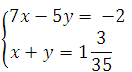 7x − 5y = −2
x + y = 1 3/35